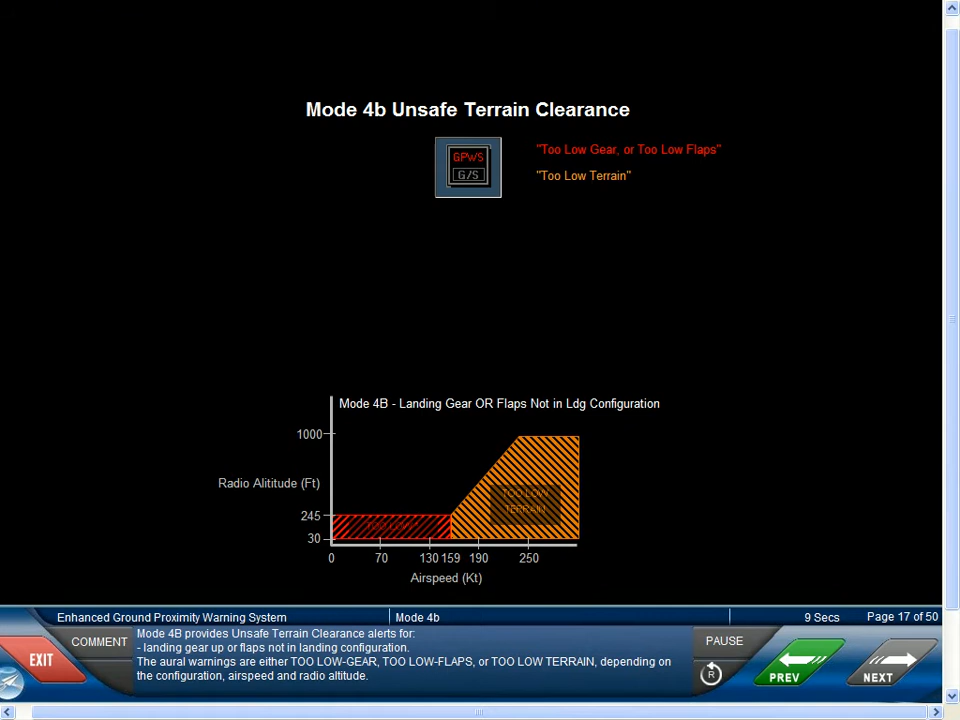 Mode 4b Unsafe Terrain Clearance
GPWS
G/S
"Too Low Gear, or Too Low Flaps"
"Too Low Terrain"
Mode 4B - Landing Gear OR Flaps Not in Ldg Configuration
1000
Radio Alititude (Ft)
245
30
TOO LOW
TOO LOW
TERRAIN
0 70 130 159 190 250
Airspeed (Kt)
Enhanced Ground Proximity Warning System Mode 4b 9 Secs Page 17 of 50
EXIT
COMMENT
Mode 4B provides Unsafe Terrain Clearance alerts for:
- landing gear up or flaps not in landing configuration.
The aural warnings are either TOO LOW-GEAR, TOO LOW-FLAPS, or TOO LOW TERRAIN, depending on
the configuration, airspeed and radio altitude.
PAUSE
R
PREV
NEXT